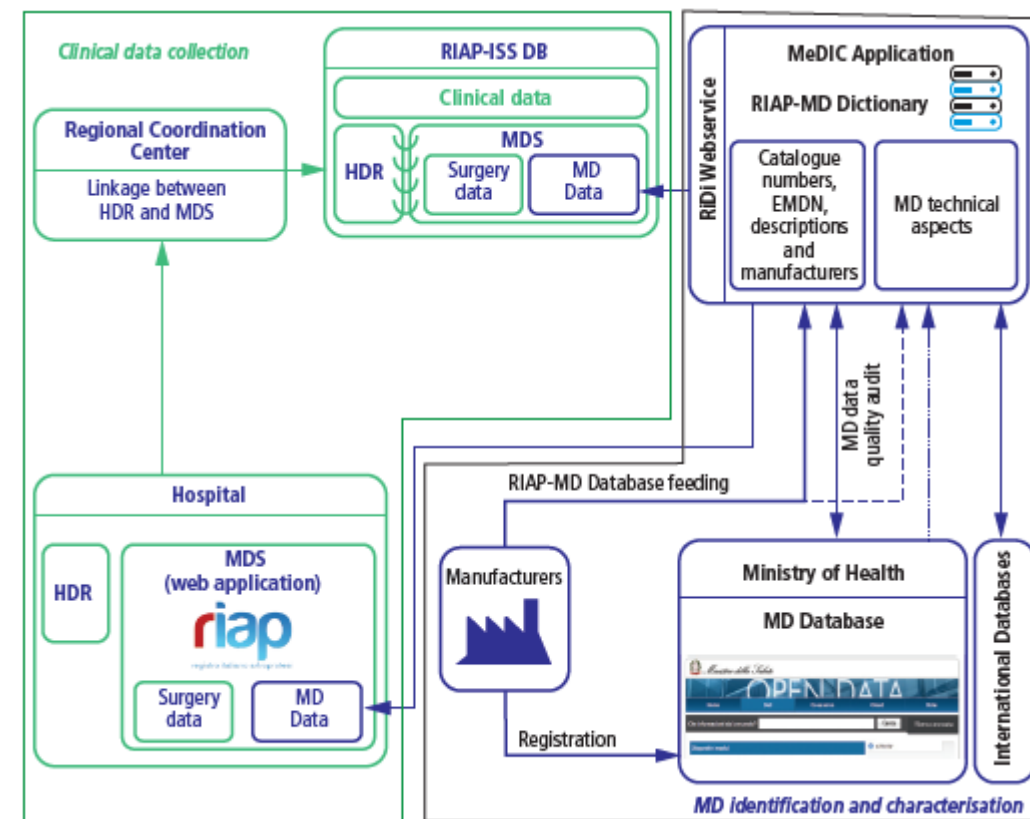 Clinical data collection
RIAP-ISS DB
Clinical data
HDR
MDS
Surgery
data
MD
Data
Regional Coordination
Center
Linkage between
HDR and MDS
RiDi Webservice
MeDIC Application
RIAP-MD Dictionary
Catalogue
numbers,
EMDN,
descriptions
and
manufacturers
MD technical
aspects
MD data
quality audit
RIAP-MD Database feeding
Hospital
HDR
MDS
(web application)
riap
Surgery
data
MD
Data
Manufacturers
Registration
Ministry of Health
MD Database
Ministero della Salute
OPEN DATA
International Databases
MD identification and characterisation